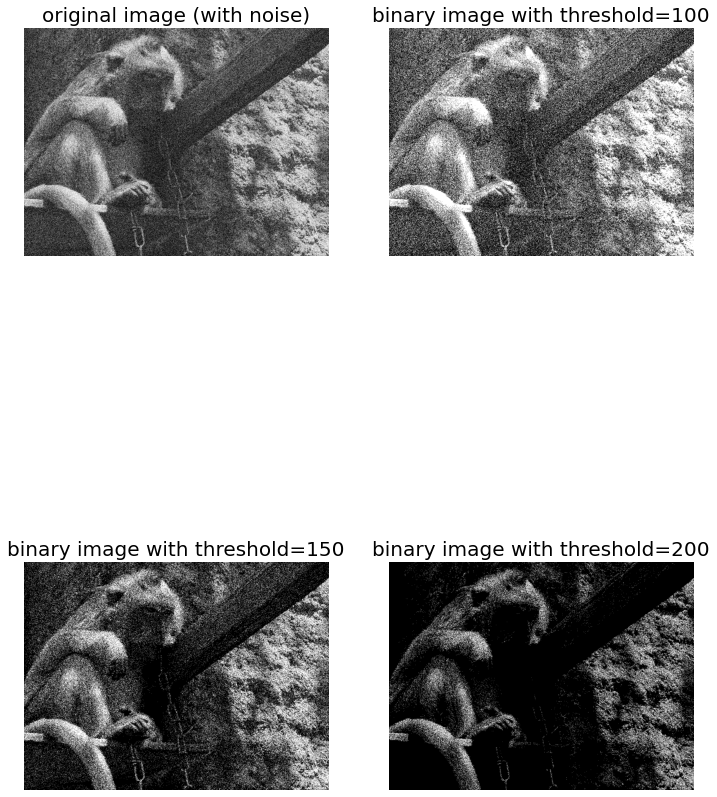 original image (with noise)
binary image with threshold=100
binary image with threshold=150
binary image with threshold=200